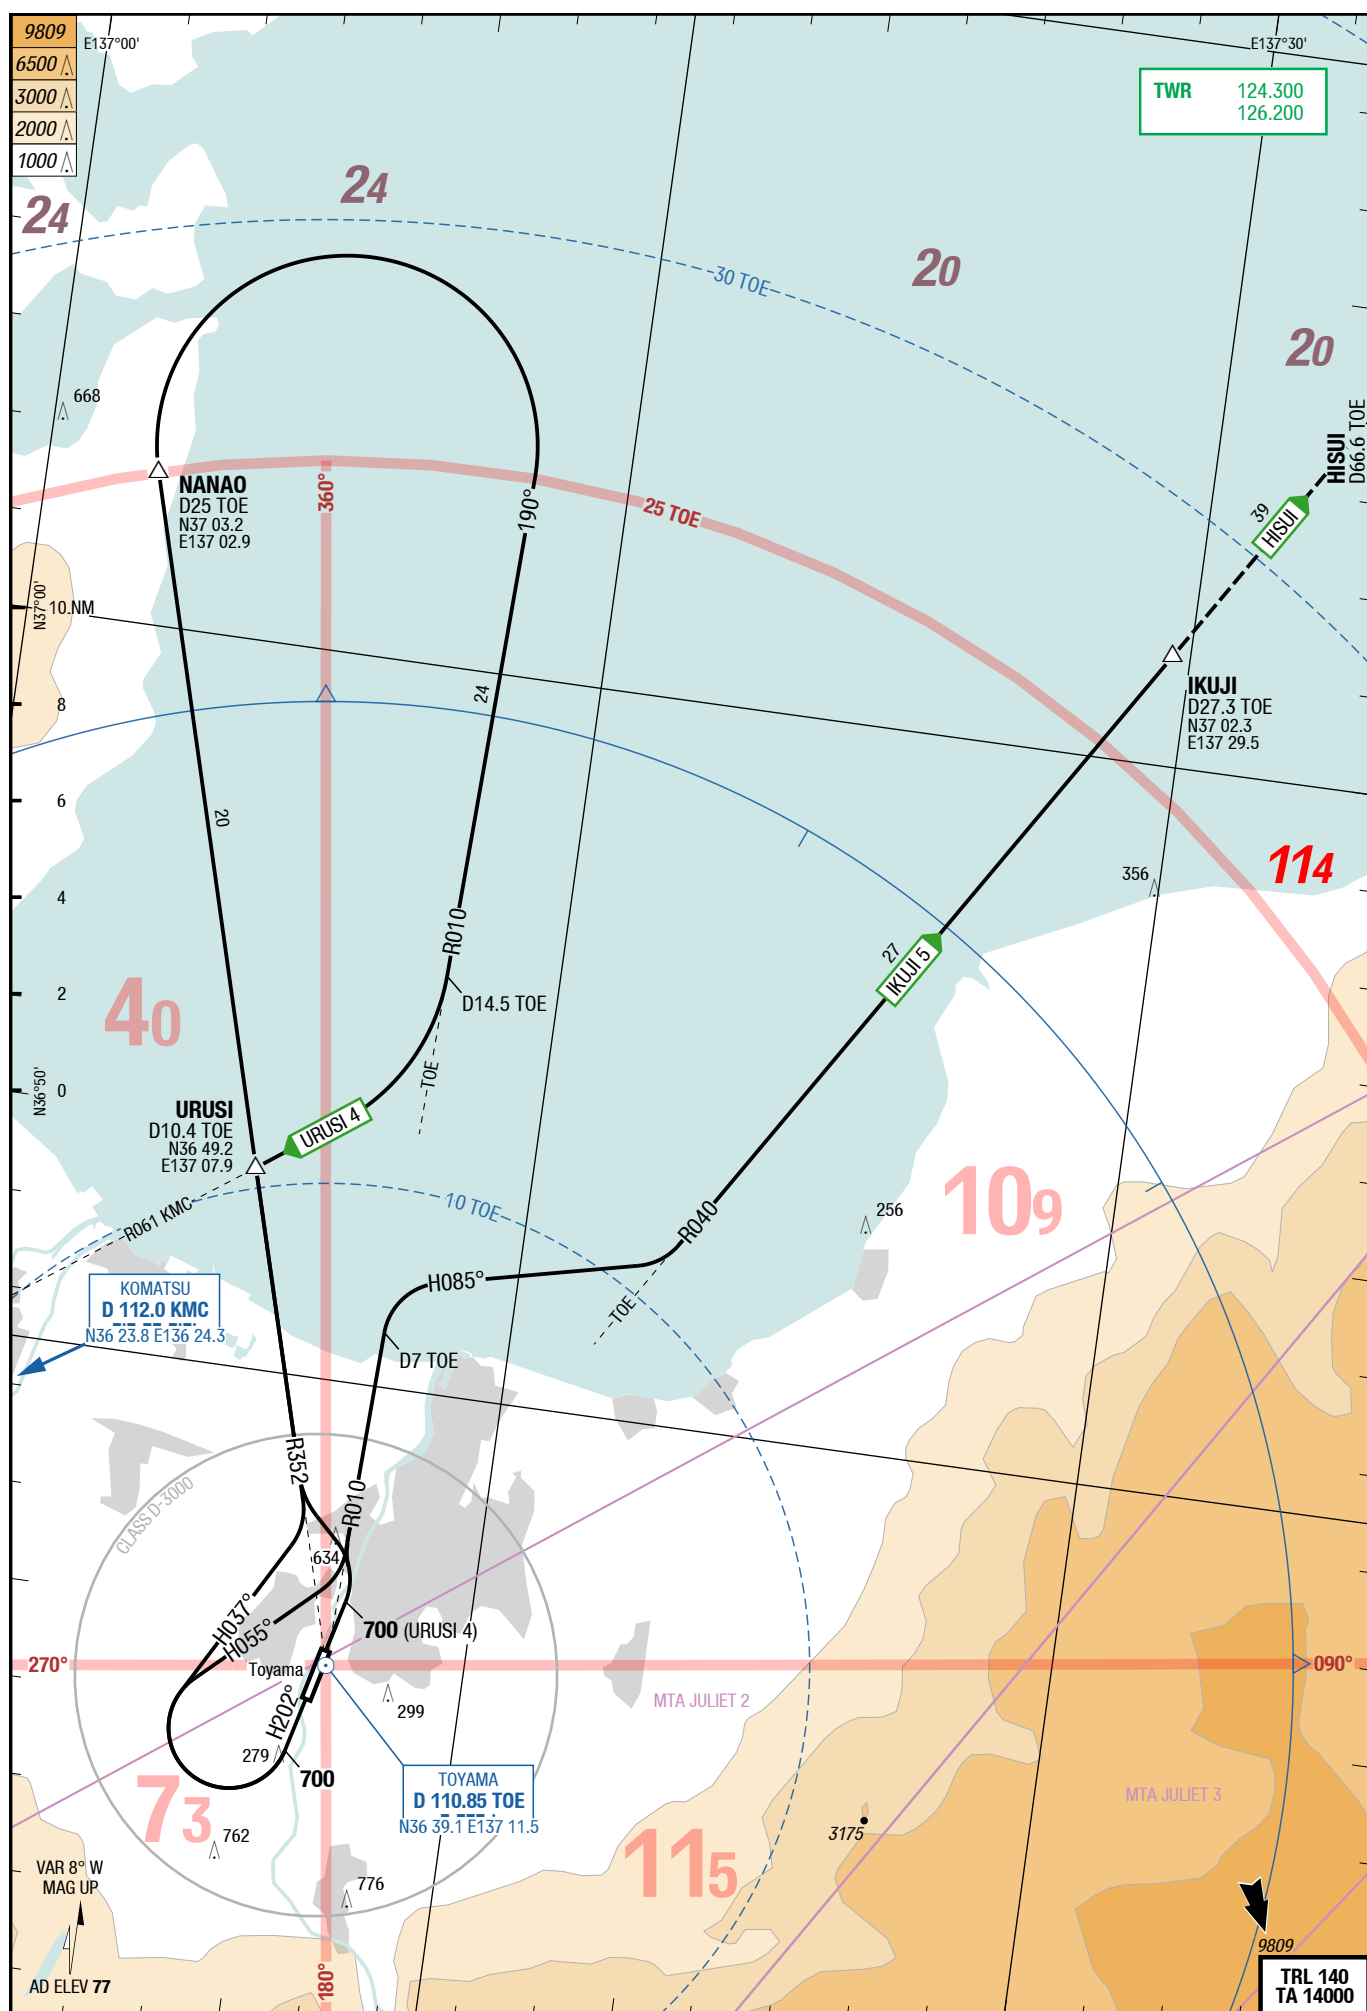 9809
6500
3000
2000
1000
E137°00'
E137°30'
TWR 124.300
126.200
24
24
20
20
30 TOE
668
HISUI
D66.6 TOE
39
HISUI
NANAO
D25 TOE
N37 03.2
E137 02.9
360°
190°
25 TOE
N37°00'
10 NM
8
6
4
2
0
N36°50'
IKUJI
D27.3 TOE
N37 02.3
E137 29.5
24
20
114
356
R010
27
IKUJI 5
D14.5 TOE
40
TOE
URUSI
D10.4 TOE
N36 49.2
E137 07.9
URUSI 4
R061 KMC
10 TOE
R040
256
109
H085°
TOE
KOMATSU
D 112.0 KMC
N36 23.8 E136 24.3
D7 TOE
R352
R010
CLASS D-3000
634
H037°
H055°
700 (URUSI 4)
270°
Toyama
090°
H202°
299
MTA JULIET 2
279
700
TOYAMA
D 110.85 TOE
N36 39.1 E137 11.5
MTA JULIET 3
73
762
3175
115
VAR 8° W
MAG UP
776
9809
AD ELEV 77
180°
TRL 140
TA 14000